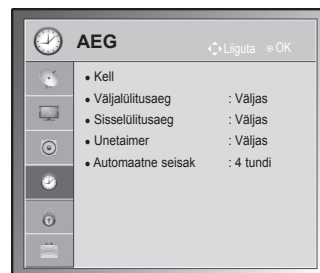 AEG
Liiguta OK
• Kell
• Väljalülitusaeg : Väljas
• Sisselülitusaeg : Väljas
• Unetaimer : Väljas
• Automaatne seisak : 4 tundi